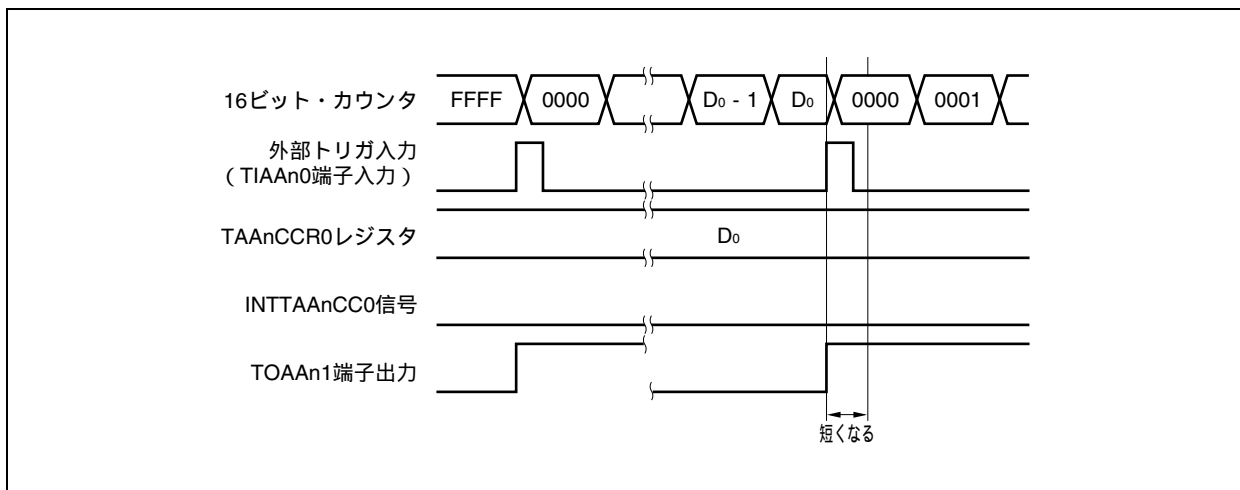 16ビット・カウンタ FFFF 0000 D0 - 1 D0 0000 0001
外部トリガ入力
（TIAAn0端子入力）
TAAnCCR0レジスタ D0
INTTAAnCC0信号
TOAAn1端子出力
短くなる